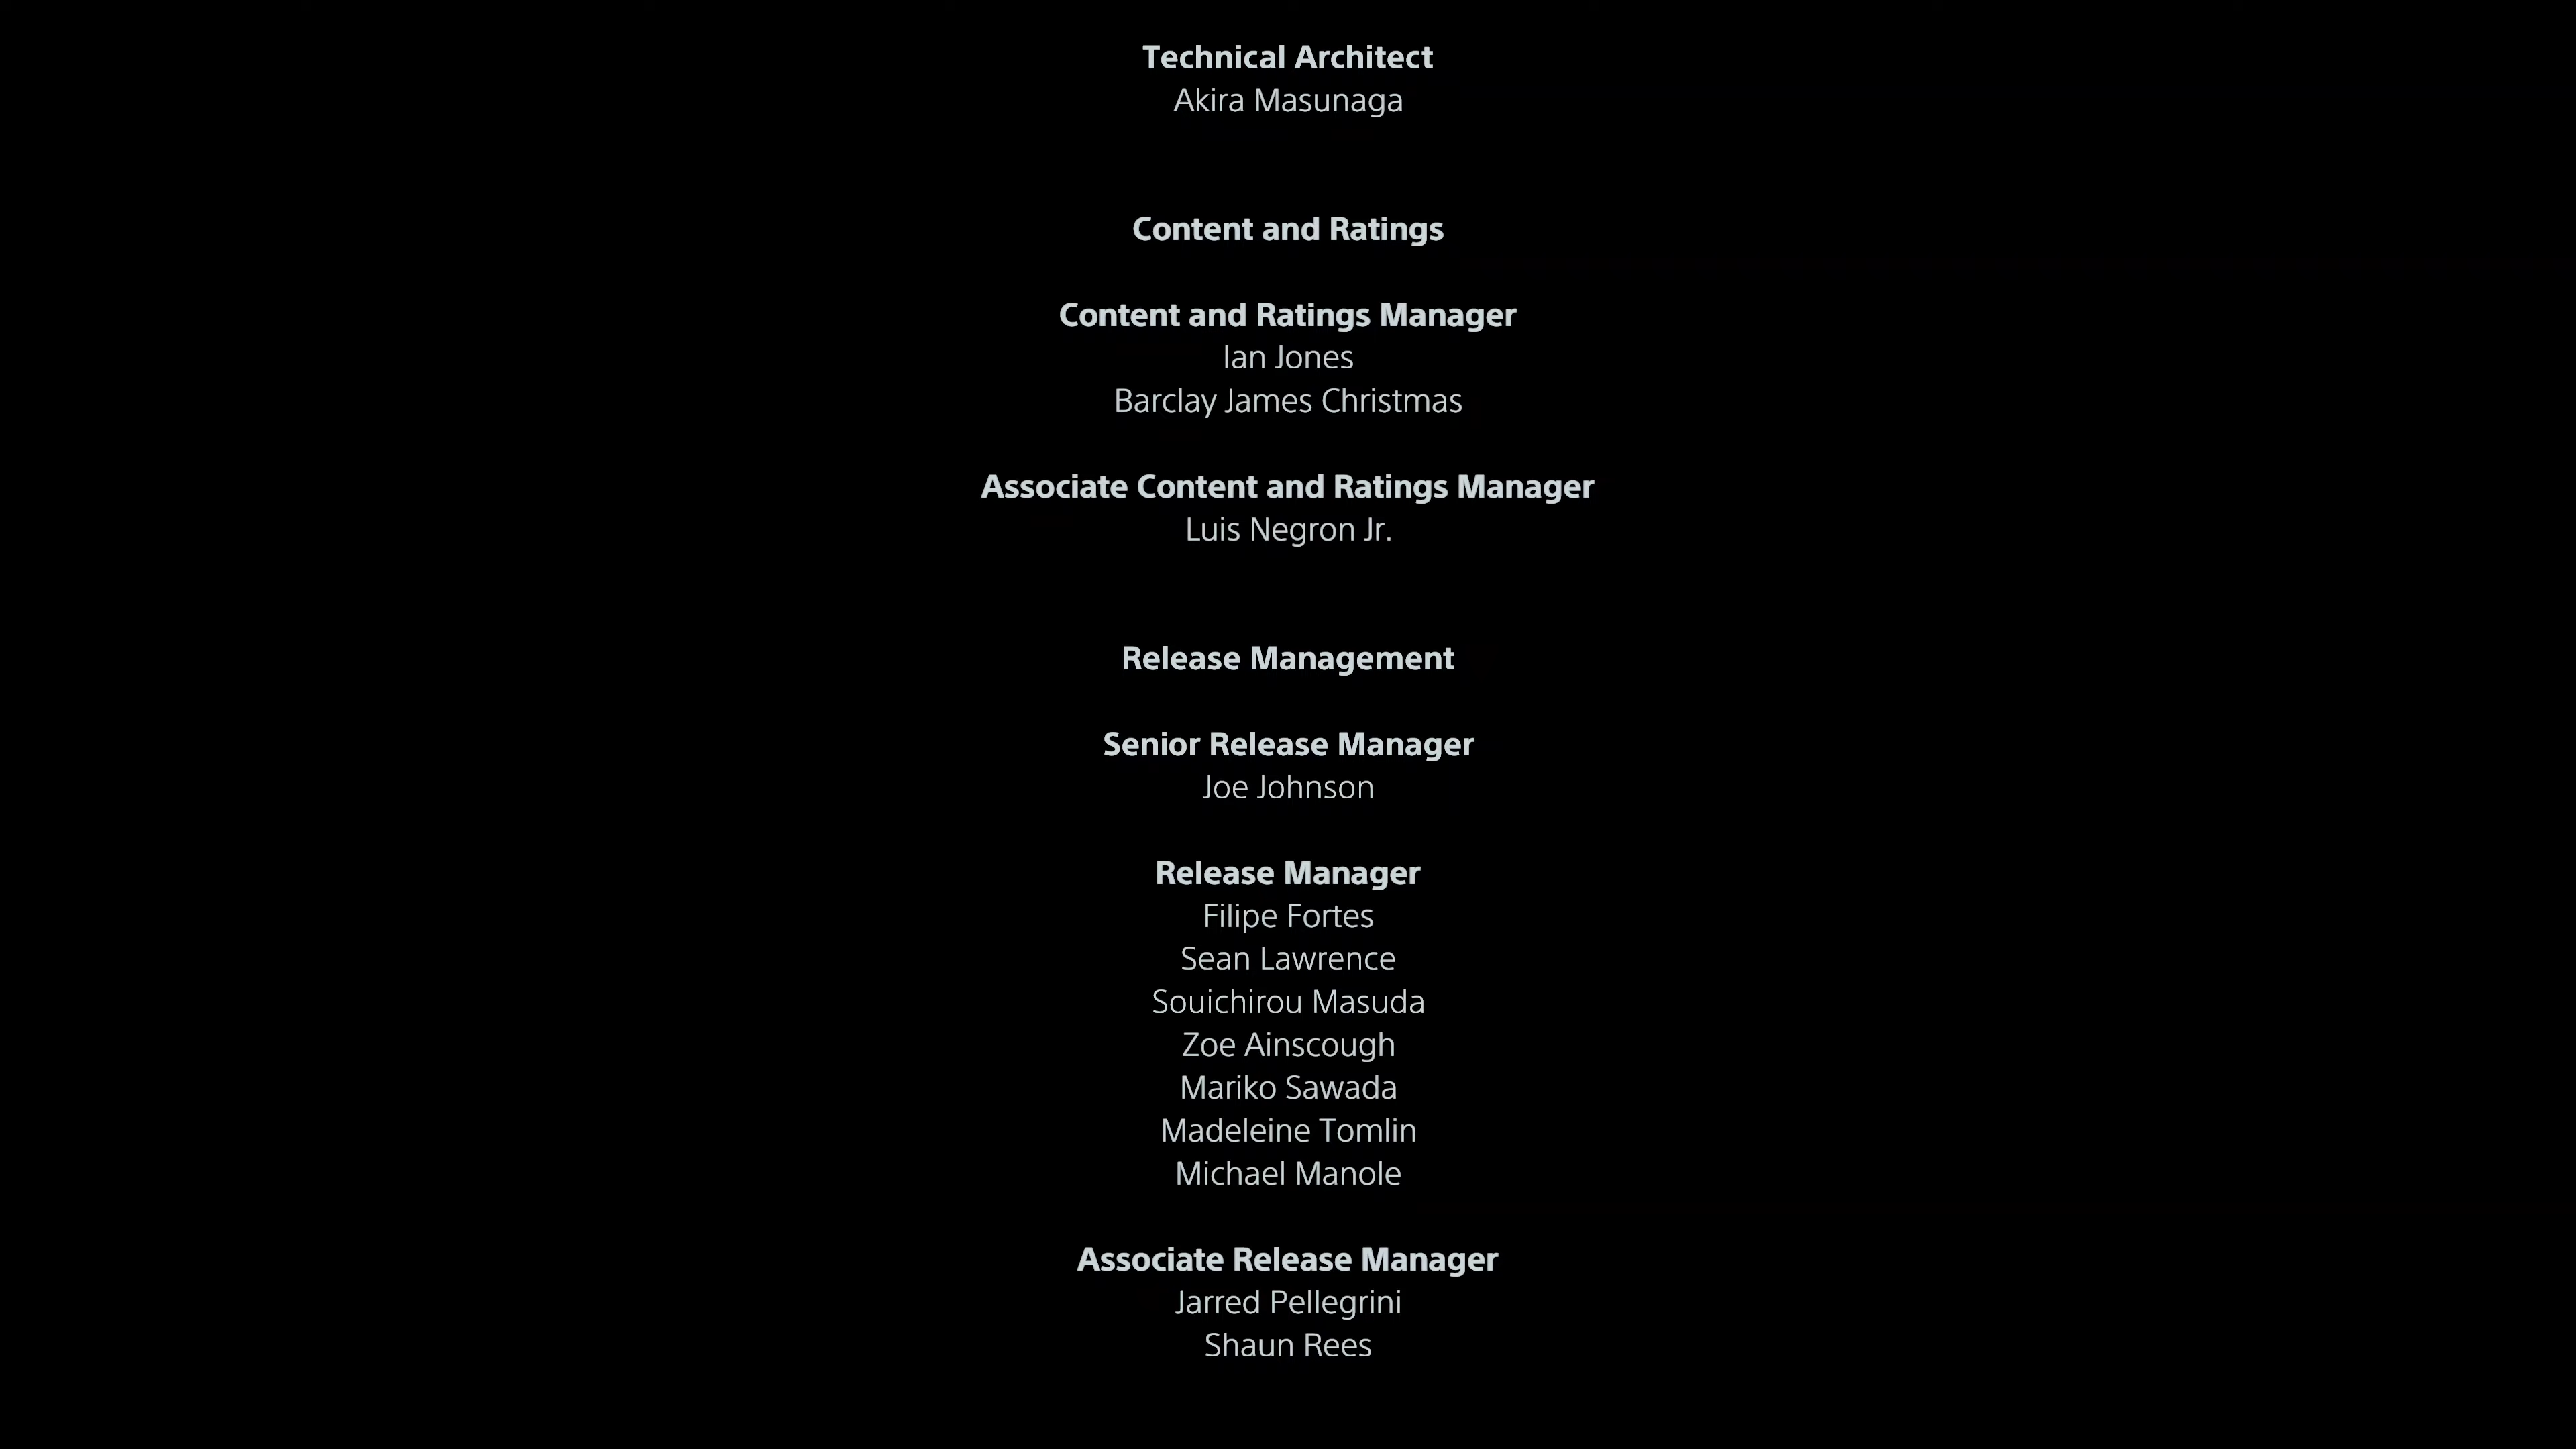 Technical Architect
Akira Masunaga
Content and Ratings
Content and Ratings Manager
Ian Jones
Barclay James Christmas
Associate Content and Ratings Manager
Luis Negron Jr.
Release Management
Senior Release Manager
Joe Johnson
Release Manager
Filipe Fortes
Sean Lawrence
Souichirou Masuda
Zoe Ainscough
Mariko Sawada
Madeleine Tomlin
Michael Manole
Associate Release Manager
Jarred Pellegrini
Shaun Rees